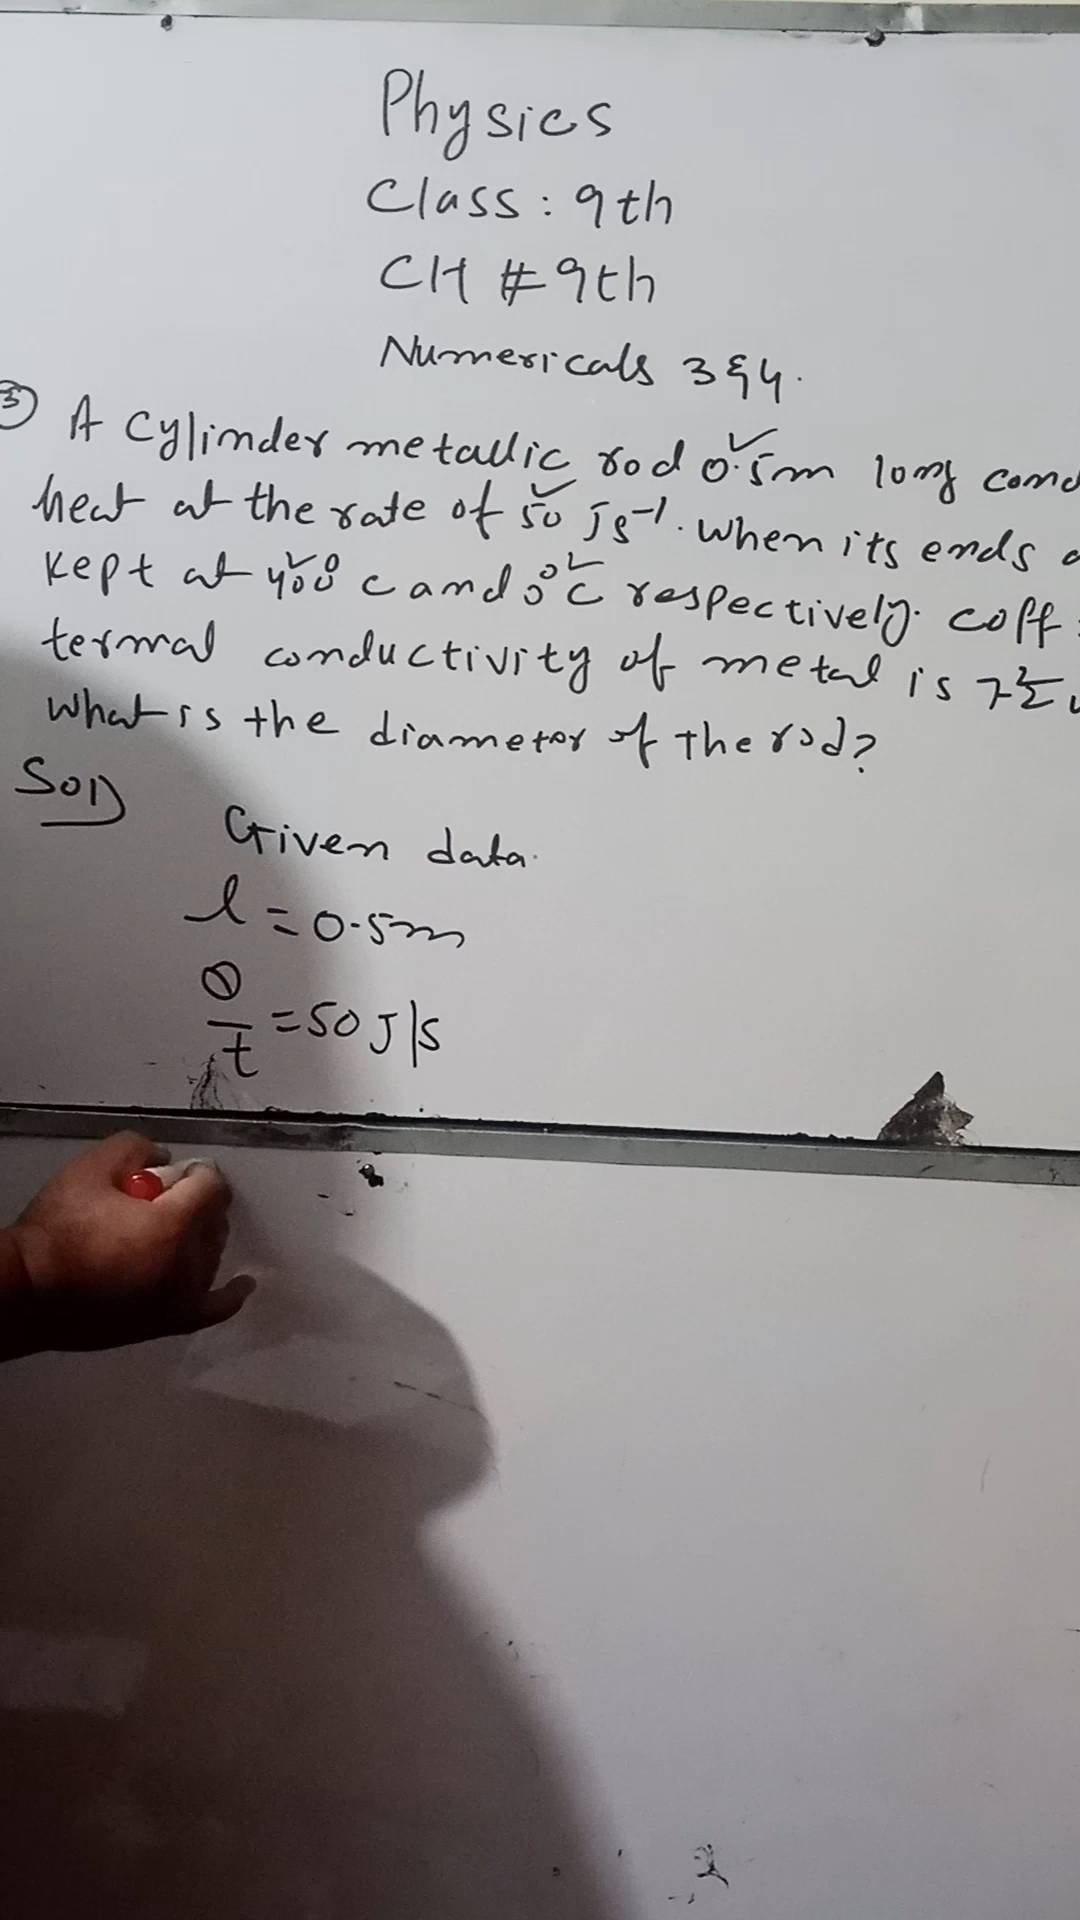 Physics
Class: 9th
CH # 9th
Numericals 3 & 4.
③ A Cylinder metallic rod 0.5m long cond
heat at the rate of 50 Js⁻¹. When its ends
kept at 400°C and 0°C respectively. coff
termal conductivity of metal is 72
What is the diameter of the rod?
Sol
Given data.
l = 0.5m
Q/t = 50 J/s